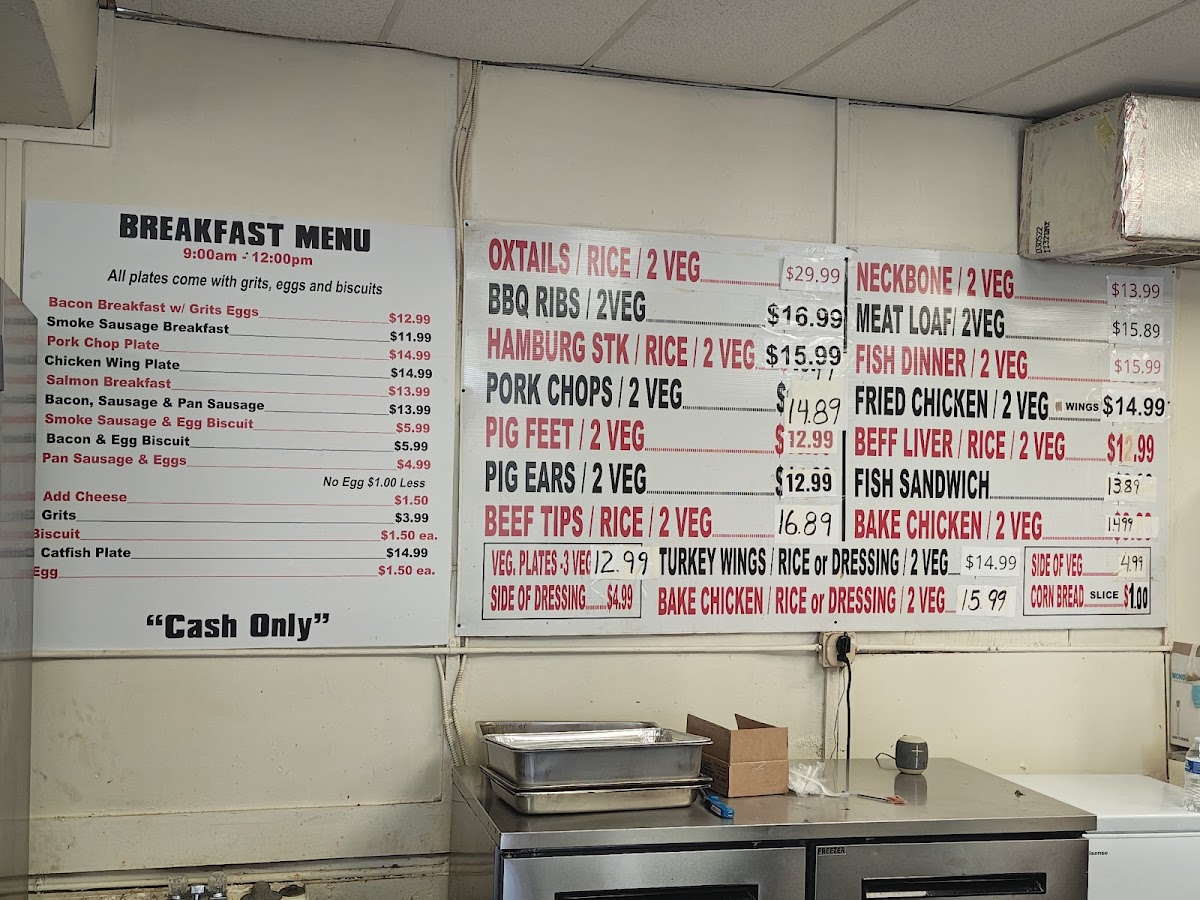 BREAKFAST MENU
9:00am - 12:00pm
All plates come with grits, eggs and biscuits
Bacon Breakfast w/ Grits Eggs $12.99
Smoke Sausage Breakfast $11.99
Pork Chop Plate $14.99
Chicken Wing Plate $14.99
Salmon Breakfast $13.99
Bacon, Sausage & Pan Sausage $13.99
Smoke Sausage & Egg Biscuit $5.99
Bacon & Egg Biscuit $5.99
Pan Sausage & Eggs $4.99
No Egg $1.00 Less
Add Cheese $1.50
Grits $3.99
Biscuit $1.50 ea.
Catfish Plate $14.99
Egg $1.50 ea.
“Cash Only”
OXTAILS / RICE / 2 VEG $29.99
BBQ RIBS / 2VEG $16.99
HAMBURG STK / RICE / 2 VEG $15.99
PORK CHOPS / 2 VEG $14.89
PIG FEET / 2 VEG $12.99
PIG EARS / 2 VEG $12.99
BEEF TIPS / RICE / 2 VEG 16.89
NECKBONE / 2 VEG $13.99
MEAT LOAF/ 2VEG $15.89
FISH DINNER / 2 VEG $15.99
FRIED CHICKEN / 2 VEG WINGS $14.99
BEFF LIVER / RICE / 2 VEG $12.99
FISH SANDWICH 13.89
BAKE CHICKEN / 2 VEG 14.99
VEG. PLATES -3 VEG 12.99
SIDE OF DRESSING $4.99
TURKEY WINGS / RICE or DRESSING / 2 VEG $14.99
BAKE CHICKEN / RICE or DRESSING / 2 VEG 15.99
SIDE OF VEG 4.99
CORN BREAD SLICE $1.00
FREEZER